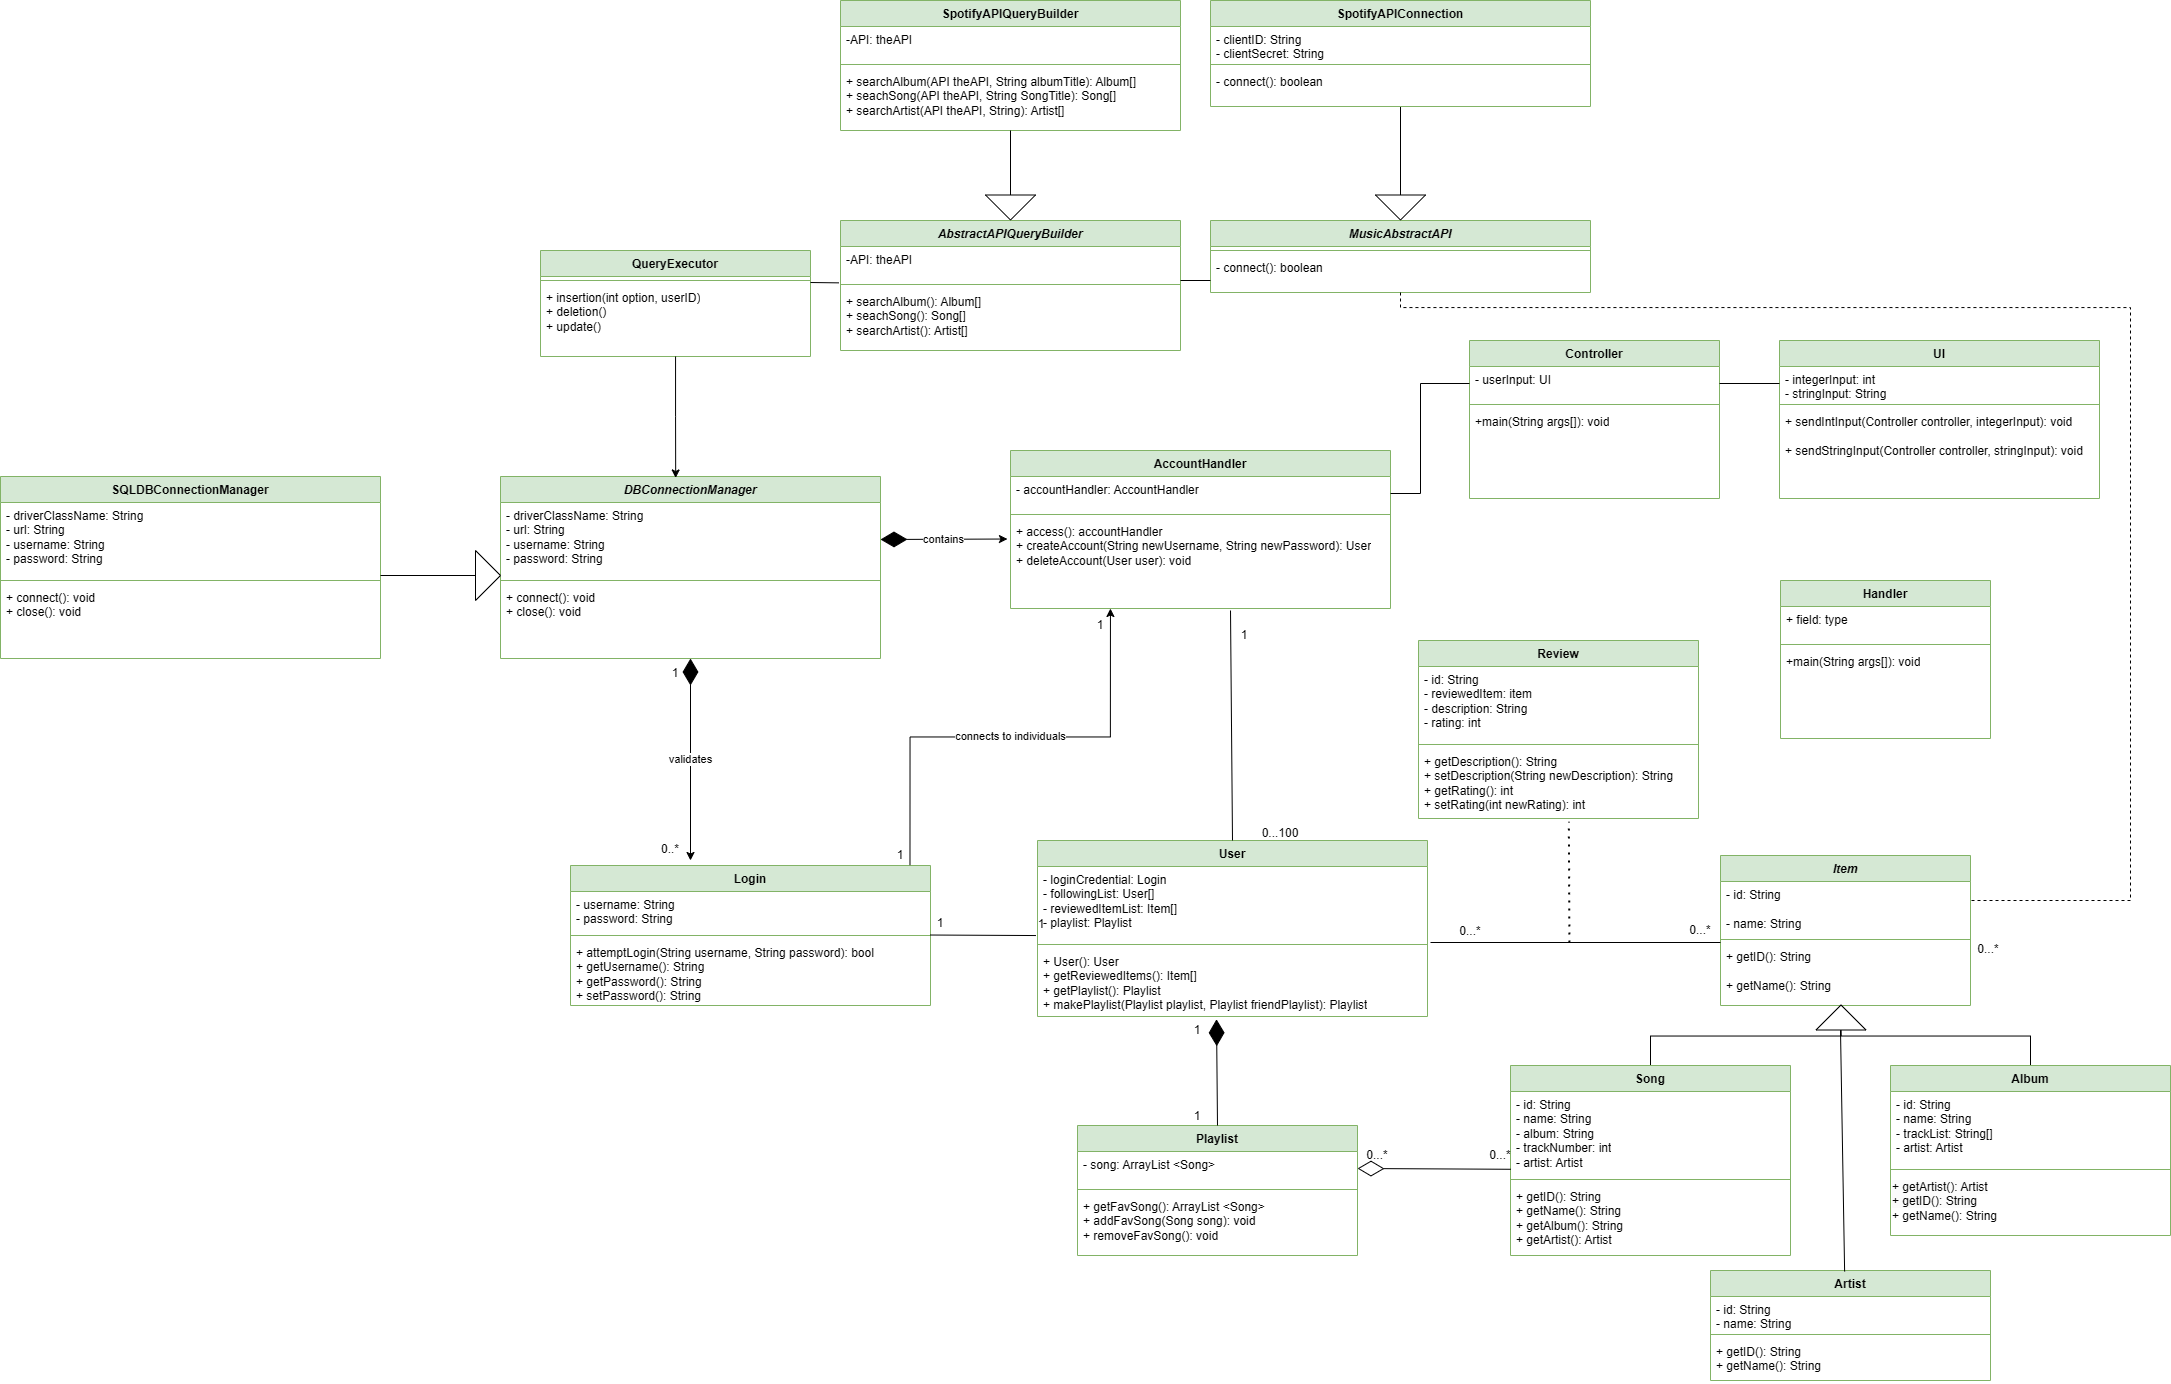 SpotifyAPIQueryBuilder
-API: theAPI
+ searchAlbum(API theAPI, String albumTitle): Album[]
+ seachSong(API theAPI, String SongTitle): Song[]
+ searchArtist(API theAPI, String): Artist[]
SpotifyAPIConnection
- clientID: String
- clientSecret: String
- connect(): boolean
QueryExecutor
+ insertion(int option, userID)
+ deletion()
+ update()
AbstractAPIQueryBuilder
-API: theAPI
+ searchAlbum(): Album[]
+ seachSong(): Song[]
+ searchArtist(): Artist[]
MusicAbstractAPI
- connect(): boolean
Controller
- userInput: UI
+main(String args[]): void
UI
- integerInput: int
- stringInput: String
+ sendIntInput(Controller controller, integerInput): void
+ sendStringInput(Controller controller, stringInput): void
SQLDBConnectionManager
- driverClassName: String
- url: String
- username: String
- password: String
+ connect(): void
+ close(): void
DBConnectionManager
- driverClassName: String
- url: String
- username: String
- password: String
+ connect(): void
+ close(): void
contains
AccountHandler
- accountHandler: AccountHandler
+ access(): accountHandler
+ createAccount(String newUsername, String newPassword): User
+ deleteAccount(User user): void
Handler
+ field: type
+main(String args[]): void
1
1
1
Review
- id: String
- reviewedItem: item
- description: String
- rating: int
+ getDescription(): String
+ setDescription(String newDescription): String
+ getRating(): int
+ setRating(int newRating): int
connects to individuals
validates
0..*
1
0...100
Login
- username: String
- password: String
+ attemptLogin(String username, String password): bool
+ getUsername(): String
+ getPassword(): String
+ setPassword(): String
1
1
User
- loginCredential: Login
- followingList: User[]
- reviewedItemList: Item[]
- playlist: Playlist
+ User(): User
+ getReviewedItems(): Item[]
+ getPlaylist(): Playlist
+ makePlaylist(Playlist playlist, Playlist friendPlaylist): Playlist
0...*
0...*
Item
- id: String
- name: String
+ getID(): String
+ getName(): String
0...*
1
1
Playlist
- song: ArrayList <Song>
+ getFavSong(): ArrayList <Song>
+ addFavSong(Song song): void
+ removeFavSong(): void
0...*
0...*
Song
- id: String
- name: String
- album: String
- trackNumber: int
- artist: Artist
+ getID(): String
+ getName(): String
+ getAlbum(): String
+ getArtist(): Artist
Album
- id: String
- name: String
- trackList: String[]
- artist: Artist
+ getArtist(): Artist
+ getID(): String
+ getName(): String
Artist
- id: String
- name: String
+ getID(): String
+ getName(): String